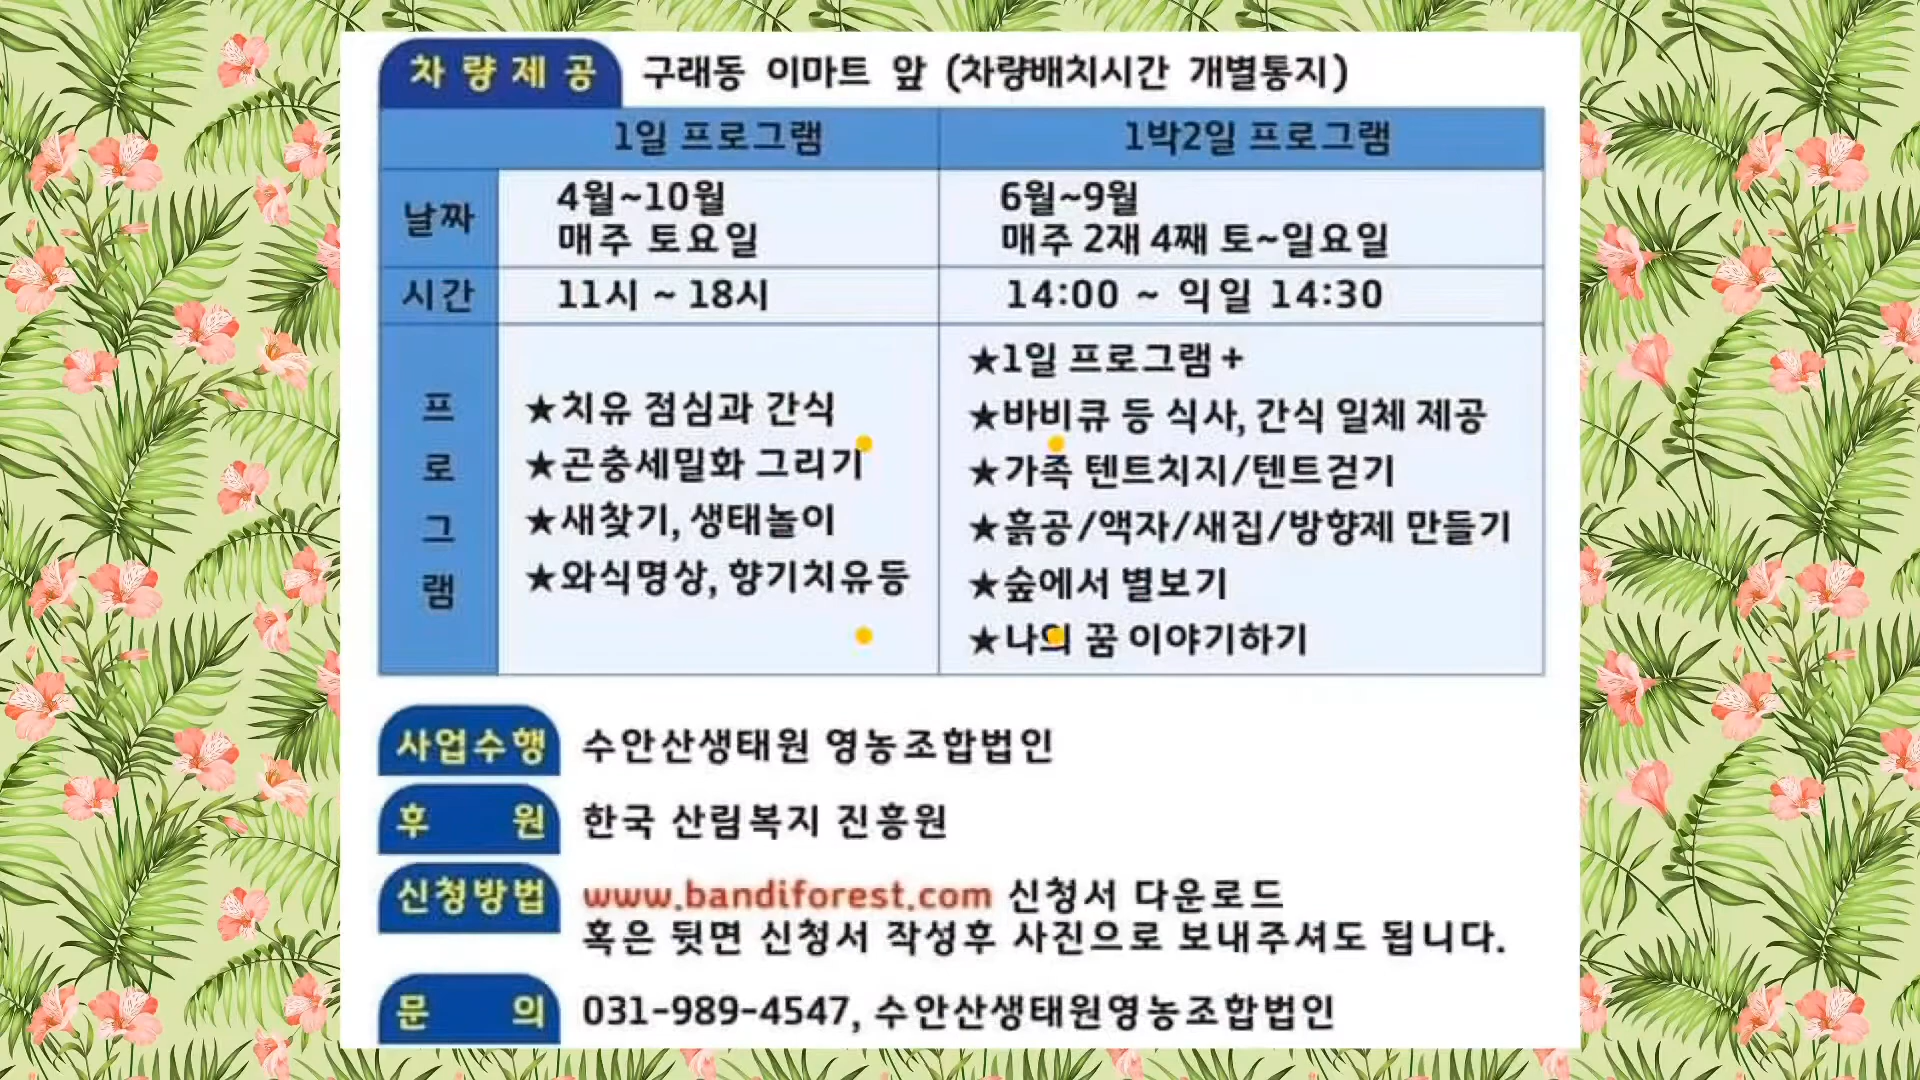 차량제공 구래동 이마트 앞 (차량배치시간 개별통지)
1일 프로그램 1박2일 프로그램
날짜
4월~10월
매주 토요일
6월~9월
매주 2재 4째 토~일요일
시간 11시 ~ 18시 14:00 ~ 익일 14:30
프로그램
★치유 점심과 간식
★곤충세밀화 그리기
★새찾기, 생태놀이
★와식명상, 향기치유등
★1일 프로그램+
★바비큐 등 식사, 간식 일체 제공
★가족 텐트치지/텐트걷기
★흙공/액자/새집/방향제 만들기
★숲에서 별보기
★나의 꿈 이야기하기
사업수행 수안산생태원 영농조합법인
후원 한국 산림복지 진흥원
신청방법 www.bandiforest.com 신청서 다운로드
혹은 뒷면 신청서 작성후 사진으로 보내주셔도 됩니다.
문의 031-989-4547, 수안산생태원영농조합법인